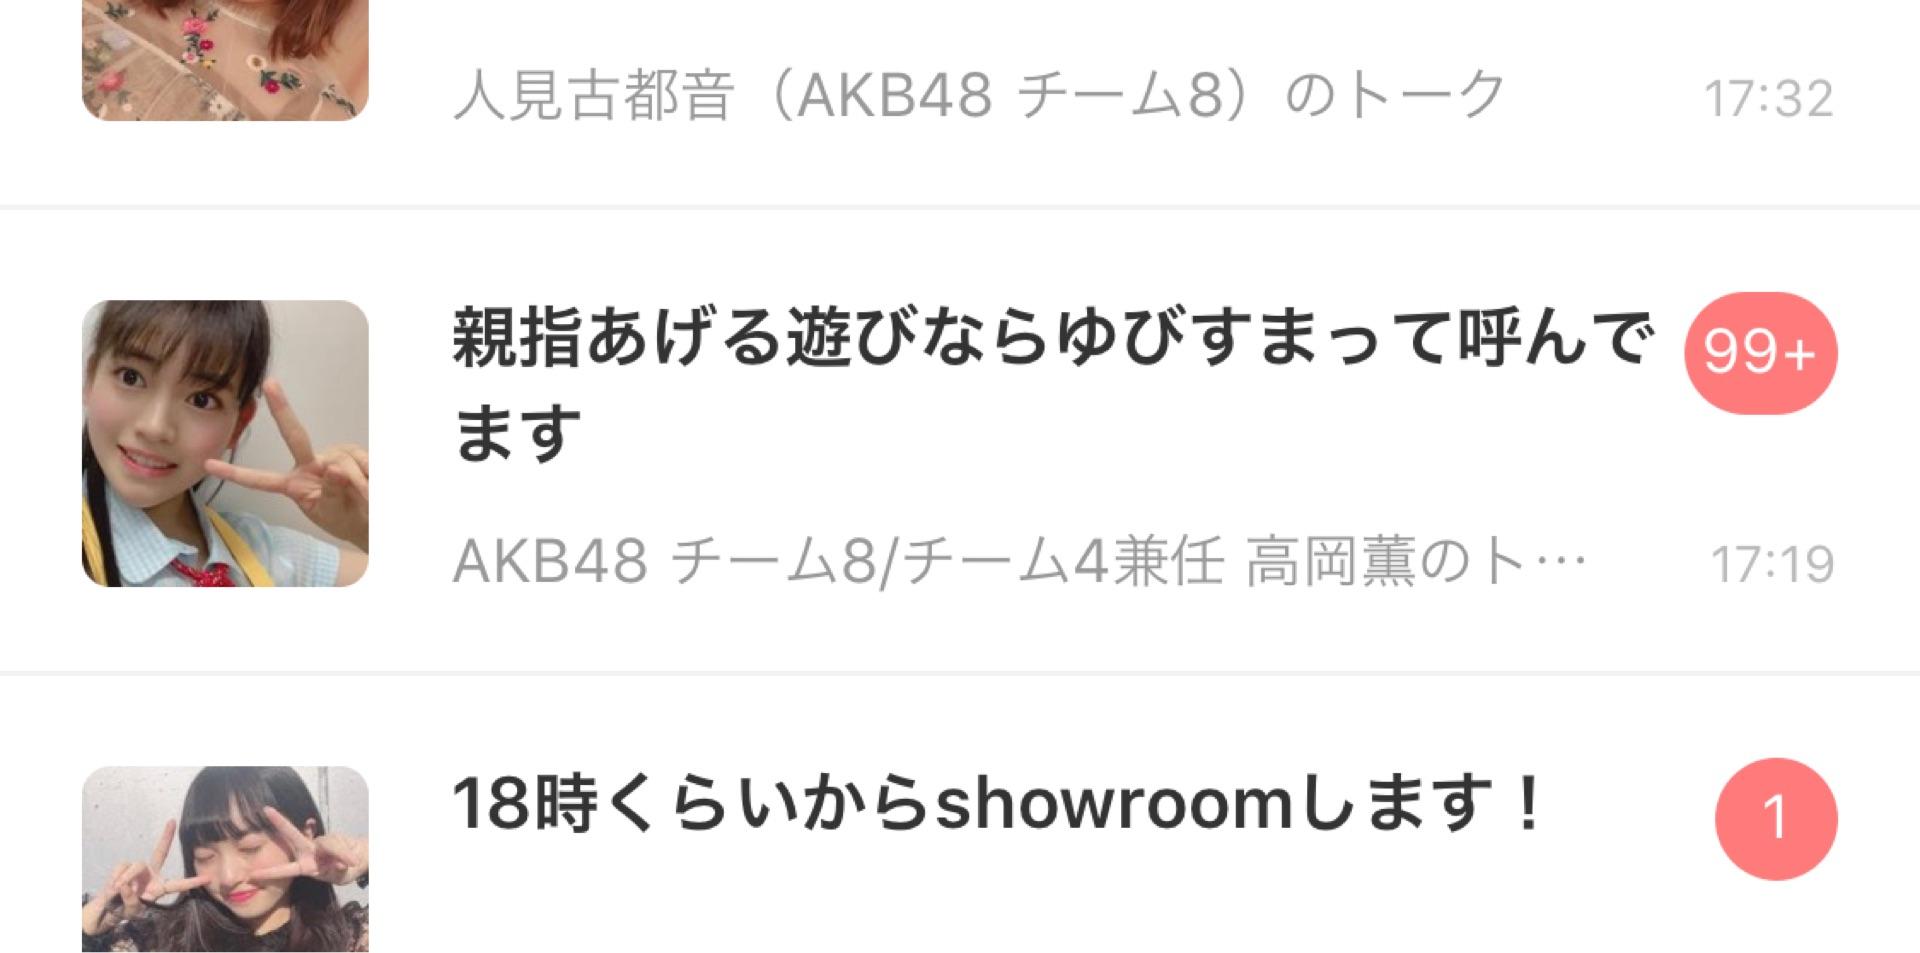 人見古都音（AKB48 チーム8）のトーク
17:32
親指あげる遊びならゆびすまって呼んで
ます
99+
AKB48 チーム8/チーム4兼任 高岡薫のト…
17:19
18時くらいからshowroomします！
1